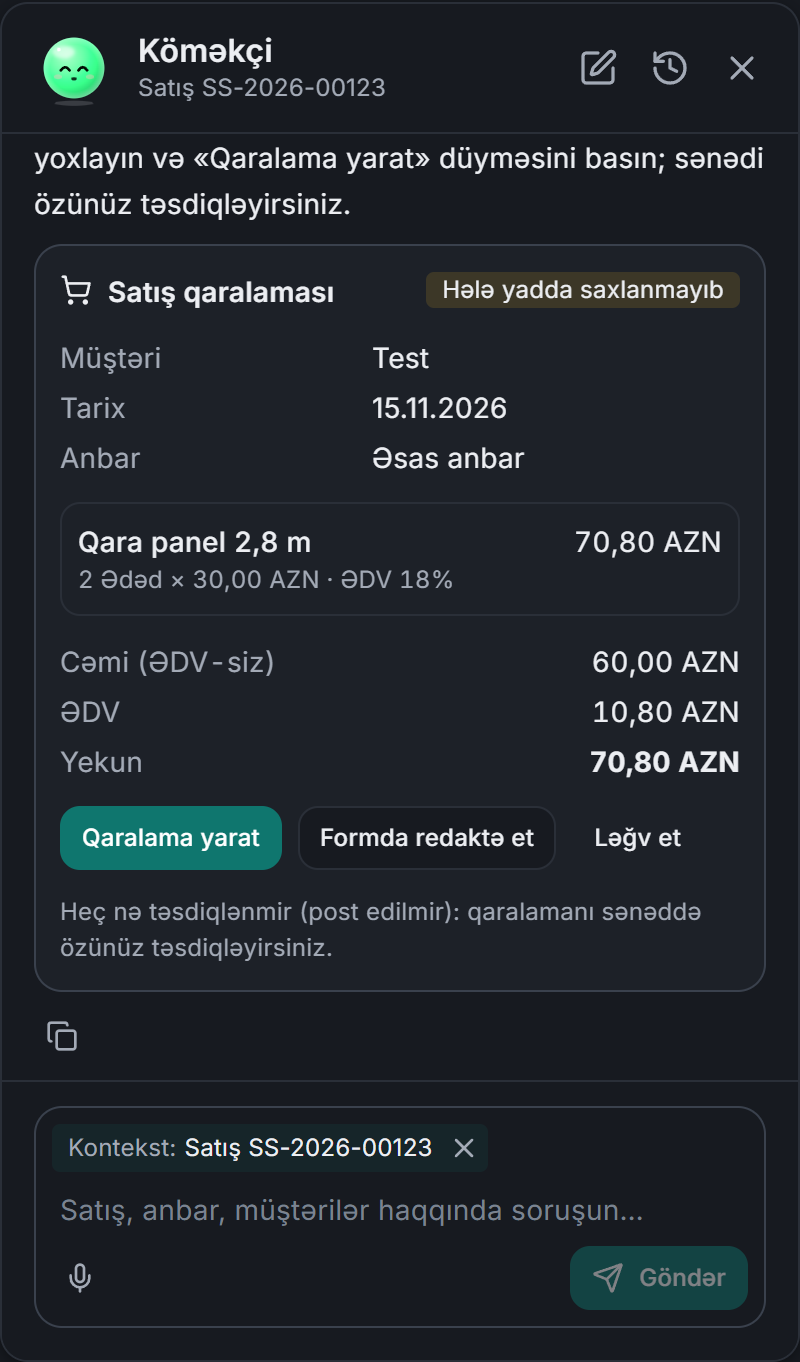 Köməkçi
Satış SS-2026-00123
yoxlayın və «Qaralama yarat» düyməsini basın; sənədi
özünüz təsdiqləyirsiniz.
Satış qaralaması
Hələ yadda saxlanmayıb
Müştəri Test
Tarix 15.11.2026
Anbar Əsas anbar
Qara panel 2,8 m 70,80 AZN
2 Ədəd × 30,00 AZN · ƏDV 18%
Cəmi (ƏDV-siz) 60,00 AZN
ƏDV 10,80 AZN
Yekun 70,80 AZN
Qaralama yarat Formda redaktə et Ləğv et
Heç nə təsdiqlənmir (post edilmir): qaralamanı sənəddə
özünüz təsdiqləyirsiniz.
Kontekst: Satış SS-2026-00123
Satış, anbar, müştərilər haqqında soruşun...
Göndər